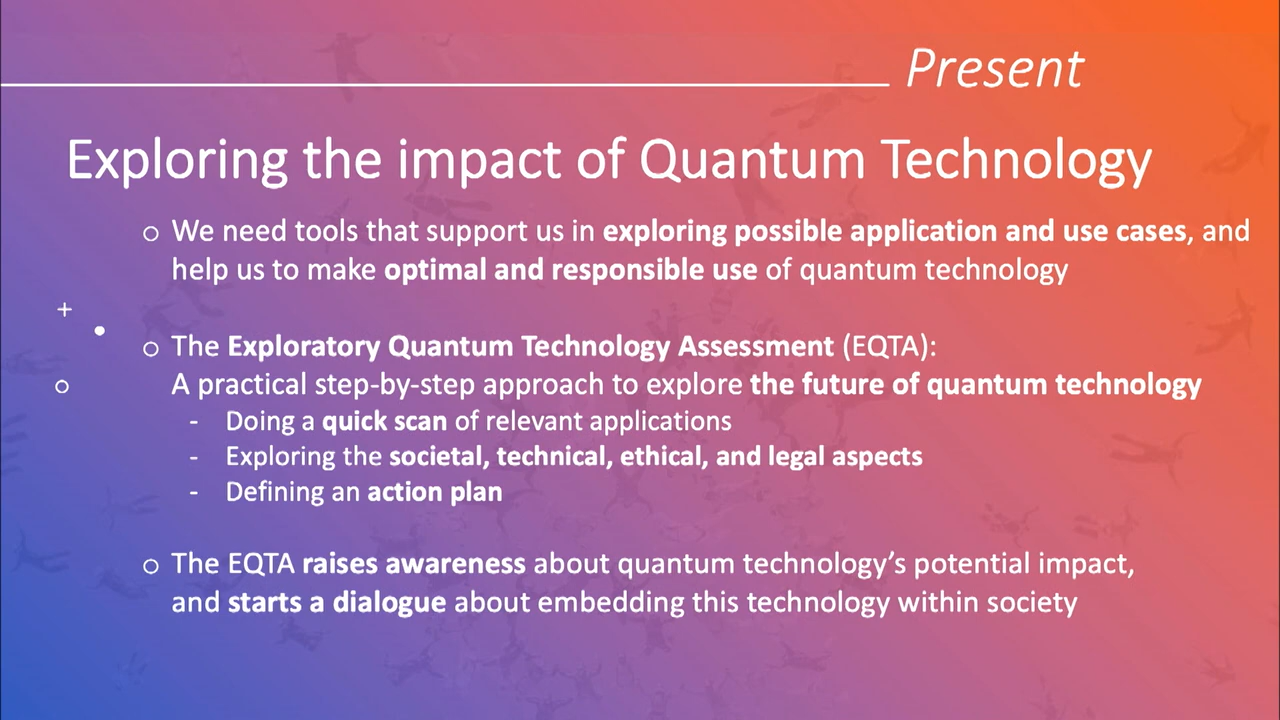 Present
Exploring the impact of Quantum Technology
We need tools that support us in exploring possible application and use cases, and
help us to make optimal and responsible use of quantum technology
The Exploratory Quantum Technology Assessment (EQTA):
A practical step-by-step approach to explore the future of quantum technology
- Doing a quick scan of relevant applications
- Exploring the societal, technical, ethical, and legal aspects
- Defining an action plan
The EQTA raises awareness about quantum technology's potential impact,
and starts a dialogue about embedding this technology within society